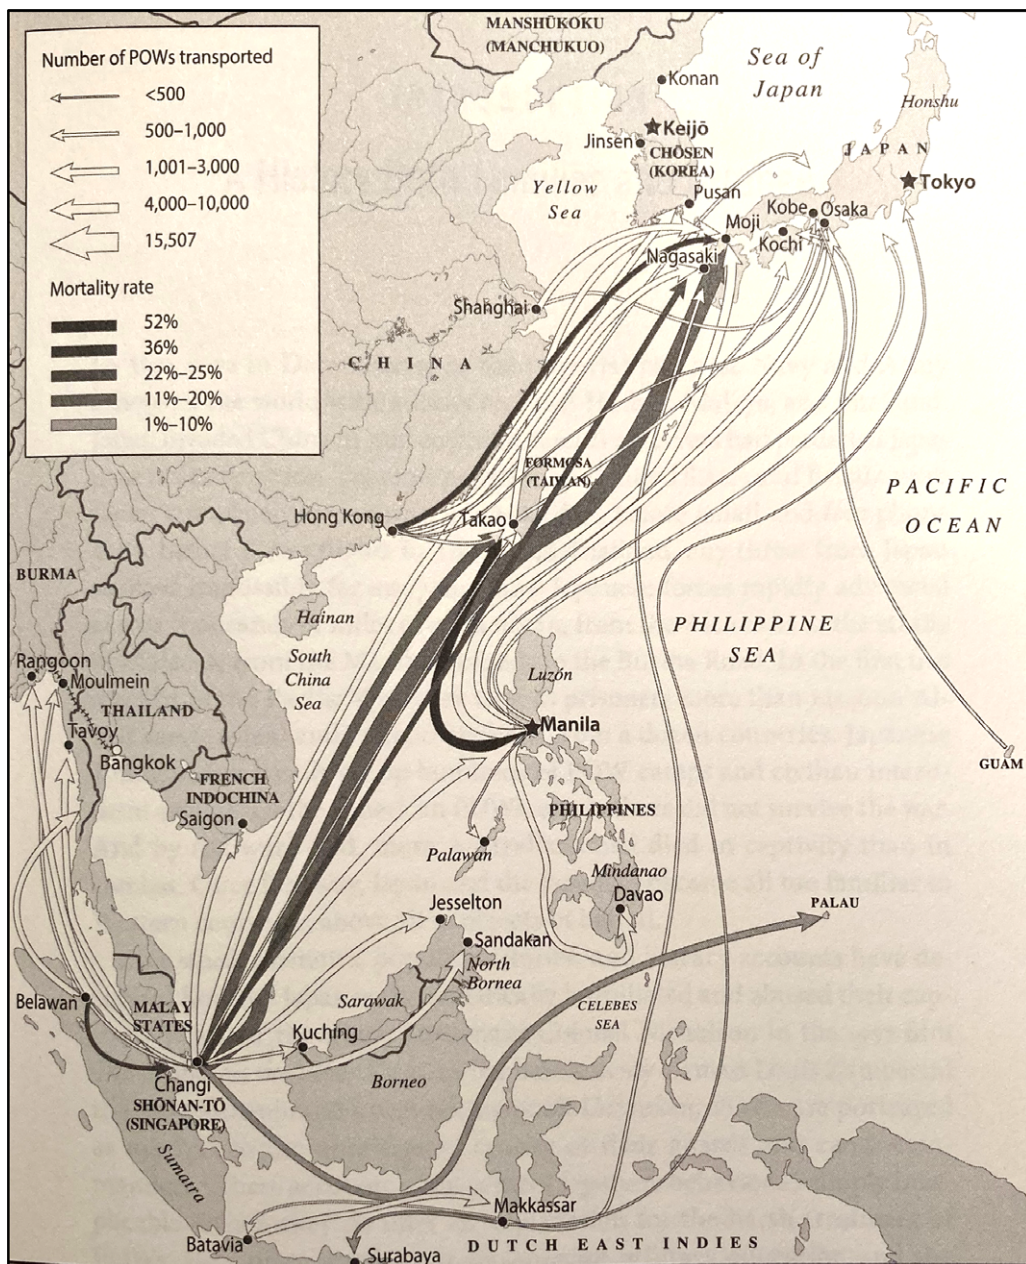 Number of POWs transported
<500
500–1,000
1,001–3,000
4,000–10,000
15,507
Mortality rate
52%
36%
22%–25%
11%–20%
1%–10%
MANSHŪKOKU
(MANCHUKUO)
Sea of
Japan
Konan
Honshu
Keijō
Jinsen
CHŌSEN
(KOREA)
JAPAN
Tokyo
Yellow
Sea
Pusan
Kobe
Osaka
Moji
Kochi
Nagasaki
Shanghai
CHINA
FORMOSA
(TAIWAN)
PACIFIC
OCEAN
Hong Kong
Takao
BURMA
Hainan
PHILIPPINE
SEA
South
China
Sea
Rangoon
Moulmein
Luzón
THAILAND
Manila
Tavoy
Bangkok
GUAM
FRENCH
INDOCHINA
Saigon
PHILIPPINES
Palawan
Mindanao
Davao
Jesselton
PALAU
Sandakan
North
Bornea
Belawan
MALAY
STATES
Sarawak
CELEBES
SEA
Kuching
Changi
Borneo
SHŌNAN-TŌ
(SINGAPORE)
Sumatra
Makkassar
Batavia
Surabaya
DUTCH EAST INDIES